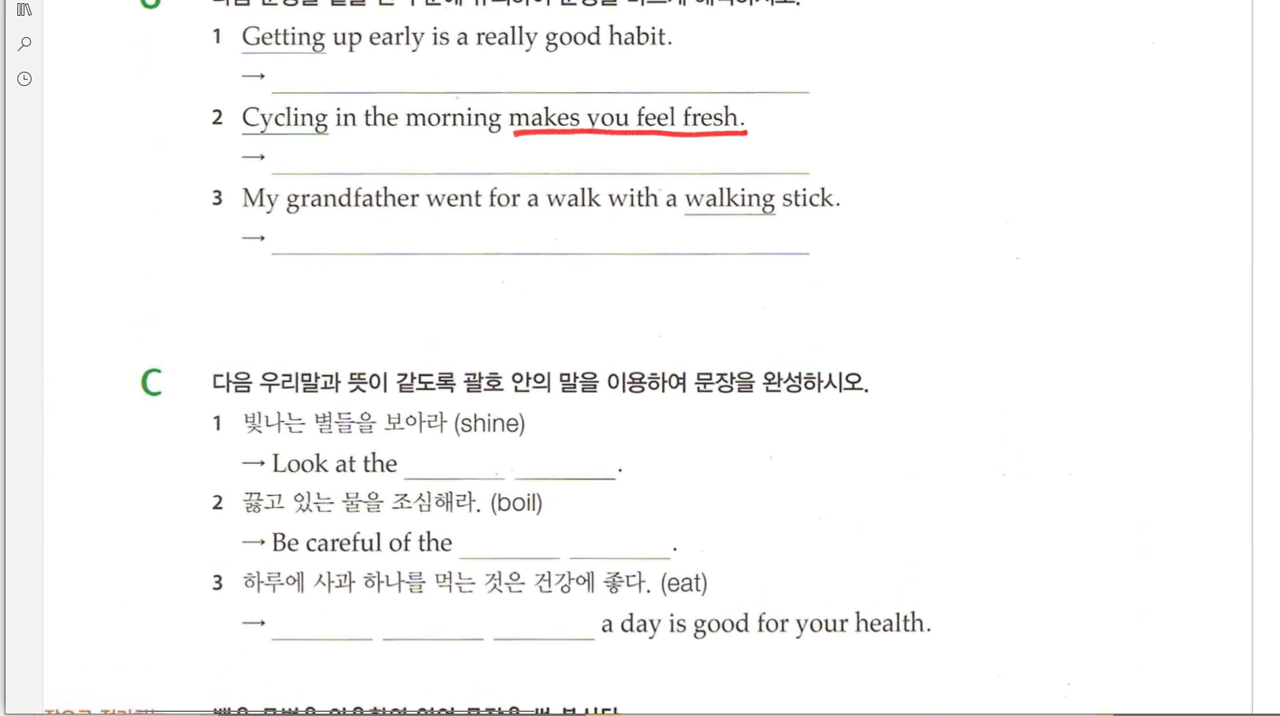 1 Getting up early is a really good habit.
→
2 Cycling in the morning makes you feel fresh.
→
3 My grandfather went for a walk with a walking stick.
→
C 다음 우리말과 뜻이 같도록 괄호 안의 말을 이용하여 문장을 완성하시오.
1 빛나는 별들을 보아라 (shine)
→ Look at the ________ ________.
2 끓고 있는 물을 조심해라. (boil)
→ Be careful of the ________ ________.
3 하루에 사과 하나를 먹는 것은 건강에 좋다. (eat)
→ ________ ________ ________ a day is good for your health.